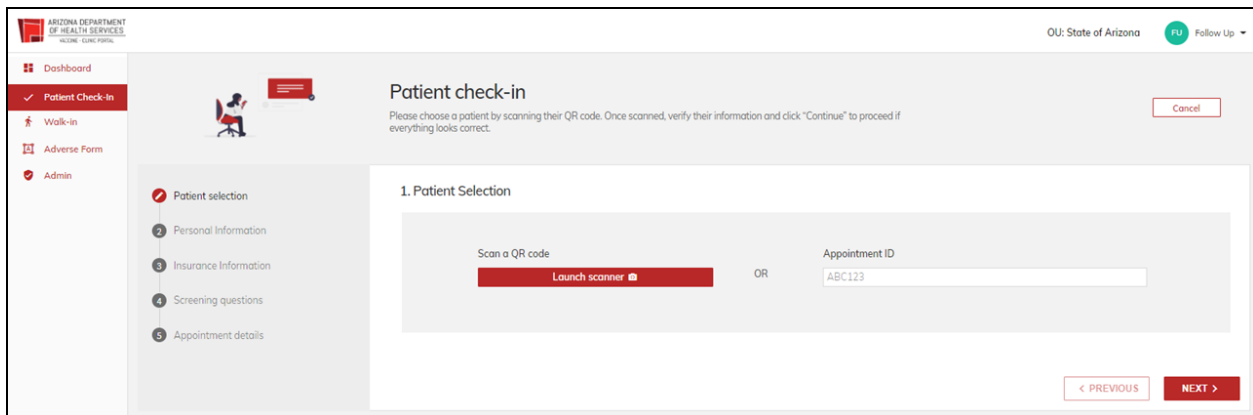 ARIZONA DEPARTMENT
OF HEALTH SERVICES
VACCINE - CLINIC PORTAL
OU: State of Arizona
FU
Follow Up
Dashboard
Patient Check-In
Walk-in
Adverse Form
Admin
Patient check-in
Please choose a patient by scanning their QR code. Once scanned, verify their information and click "Continue" to proceed if
everything looks correct.
Cancel
Patient selection
2 Personal Information
3 Insurance Information
4 Screening questions
5 Appointment details
1. Patient Selection
Scan a QR code
Launch scanner
OR
Appointment ID
ABC123
< PREVIOUS
NEXT >